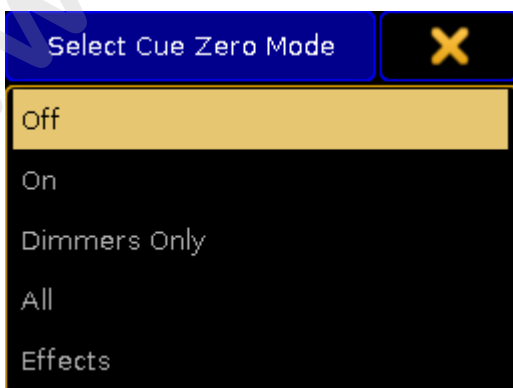 Select Cue Zero Mode
Off
On
Dimmers Only
All
Effects